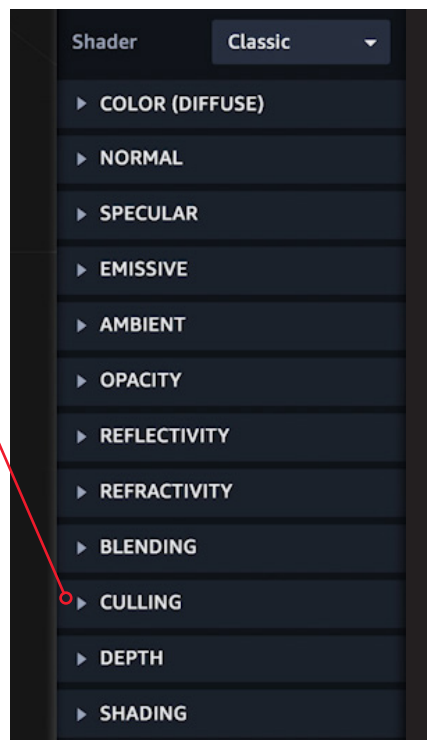 Shader Classic
COLOR (DIFFUSE)
NORMAL
SPECULAR
EMISSIVE
AMBIENT
OPACITY
REFLECTIVITY
REFRACTIVITY
BLENDING
CULLING
DEPTH
SHADING